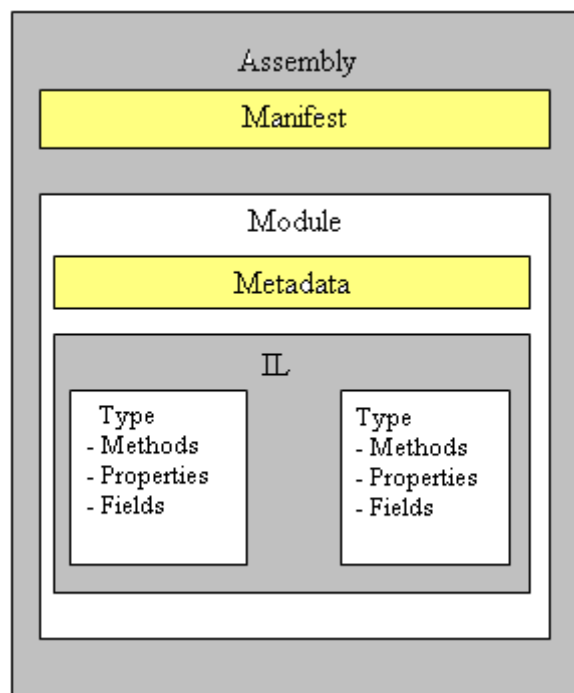 Assembly
Manifest
Module
Metadata
IL
Type
- Methods
- Properties
- Fields
Type
- Methods
- Properties
- Fields